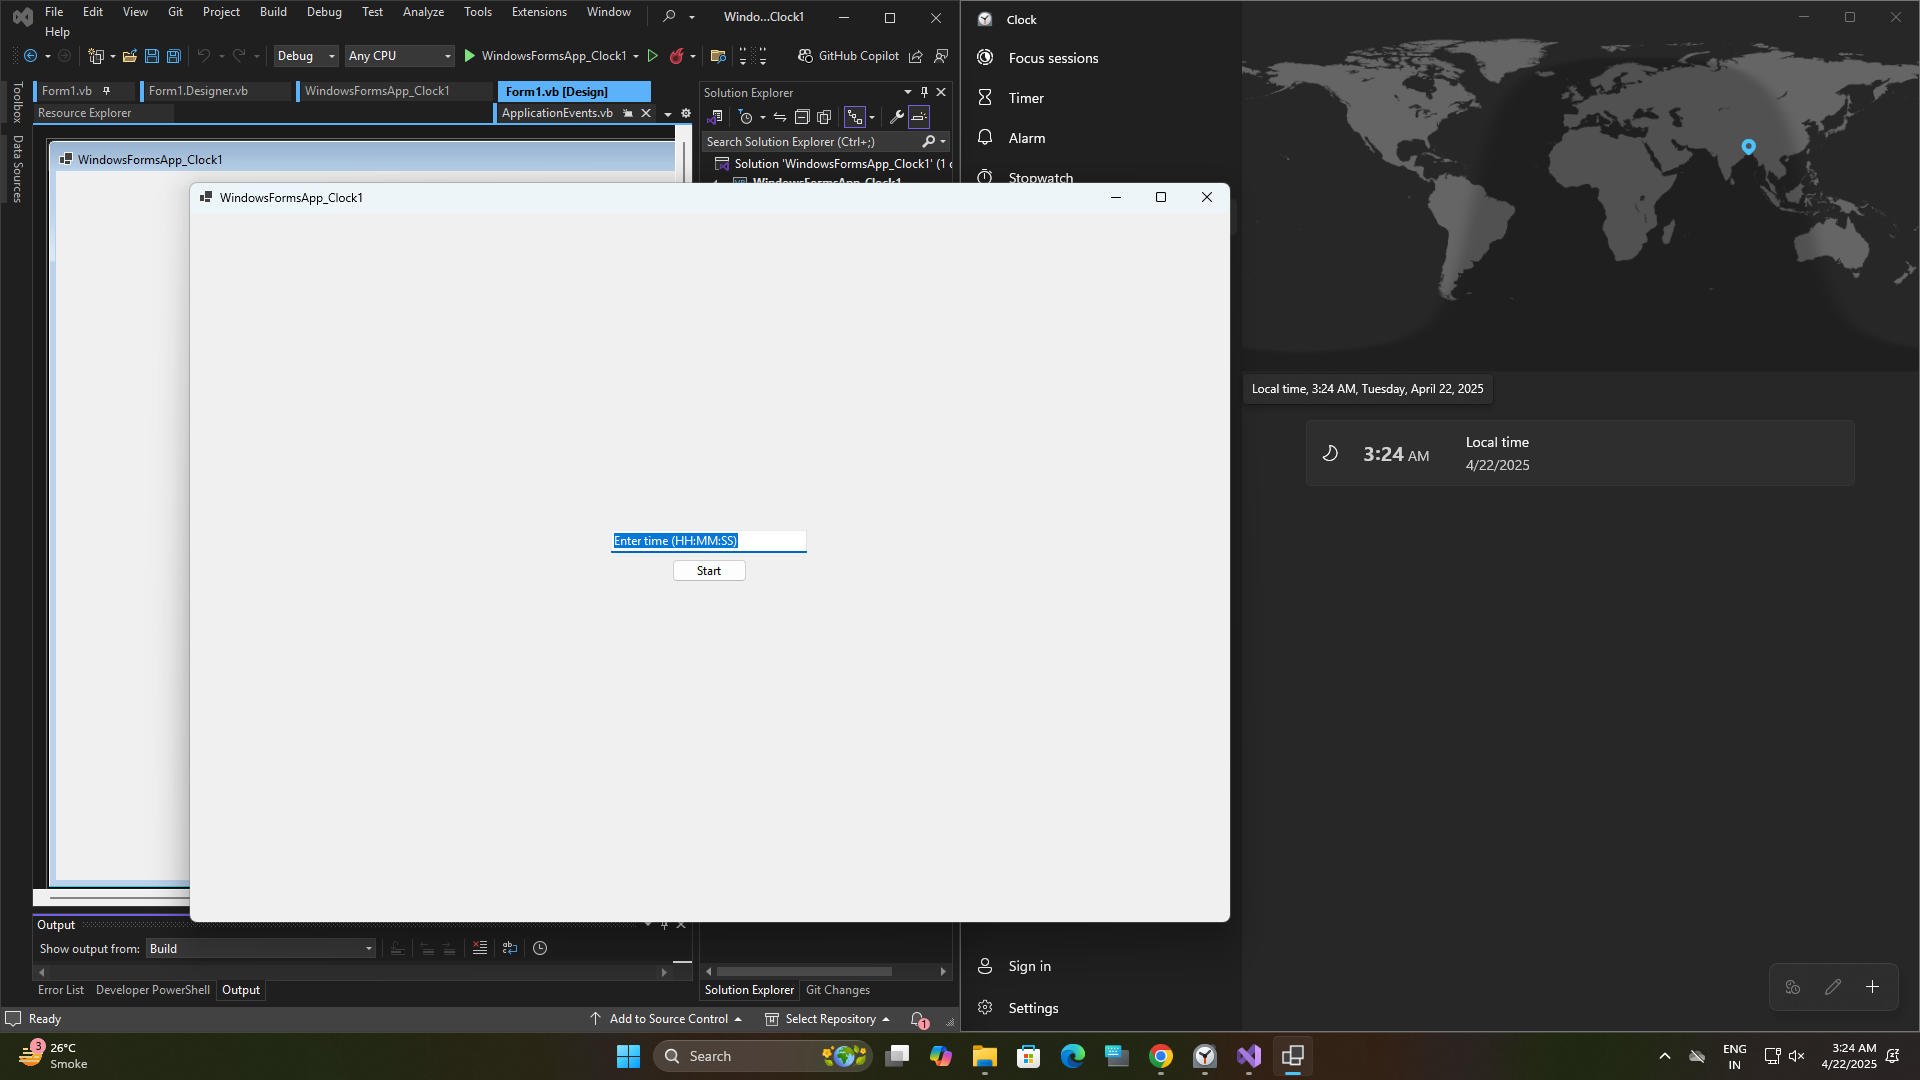 File Edit View Git Project Build Debug Test Analyze Tools Extensions Window
Windo...Clock1
Help
Debug
Any CPU
WindowsFormsApp_Clock1
GitHub Copilot
Toolbox
Data Sources
Form1.vb
Form1.Designer.vb
WindowsFormsApp_Clock1
Form1.vb [Design]
Resource Explorer
ApplicationEvents.vb
WindowsFormsApp_Clock1
Solution Explorer
Search Solution Explorer (Ctrl+;)
Solution 'WindowsFormsApp_Clock1' (1
WindowsFormsApp_Clock1
WindowsFormsApp_Clock1
Enter time (HH:MM:SS)
Start
Output
Show output from: Build
Error List Developer PowerShell Output
Solution Explorer Git Changes
Ready
Add to Source Control
Select Repository
1
Clock
Focus sessions
Timer
Alarm
Stopwatch
Local time, 3:24 AM, Tuesday, April 22, 2025
3:24 AM
Local time
4/22/2025
Sign in
Settings
3
26°C
Smoke
Search
ENG
IN
3:24 AM
4/22/2025